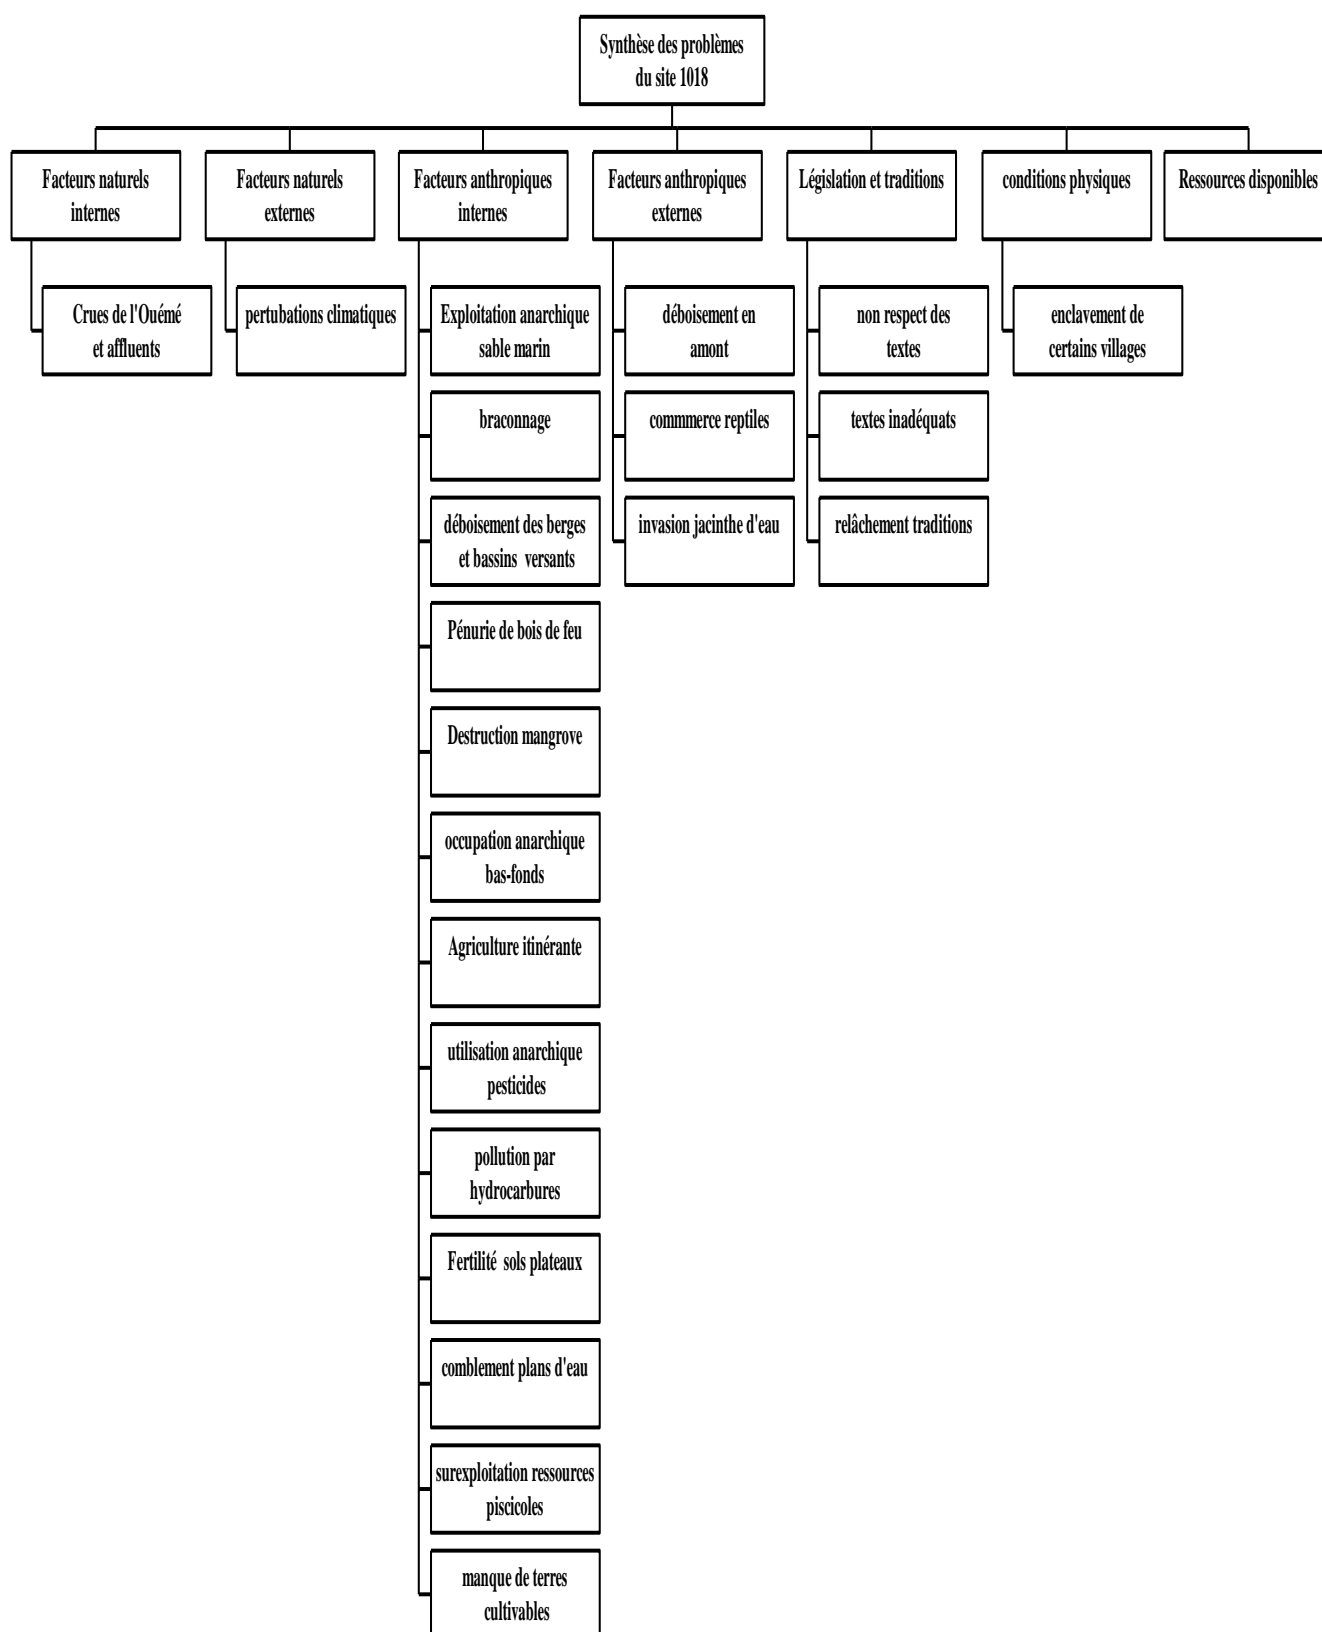 Synthèse des problèmes
du site 1018
Facteurs naturels
internes
Facteurs naturels
externes
Facteurs anthropiques
internes
Facteurs anthropiques
externes
Législation et traditions
conditions physiques
Ressources disponibles
Crues de l'Ouémé
et affluents
pertubations climatiques
Exploitation anarchique
sable marin
braconnage
déboisement des berges
et bassins versants
Pénurie de bois de feu
Destruction mangrove
occupation anarchique
bas-fonds
Agriculture itinérante
utilisation anarchique
pesticides
pollution par
hydrocarbures
Fertilité sols plateaux
comblement plans d'eau
surexploitation ressources
piscicoles
manque de terres
cultivables
déboisement en
amont
commmerce reptiles
invasion jacinthe d'eau
non respect des
textes
textes inadéquats
relâchement traditions
enclavement de
certains villages